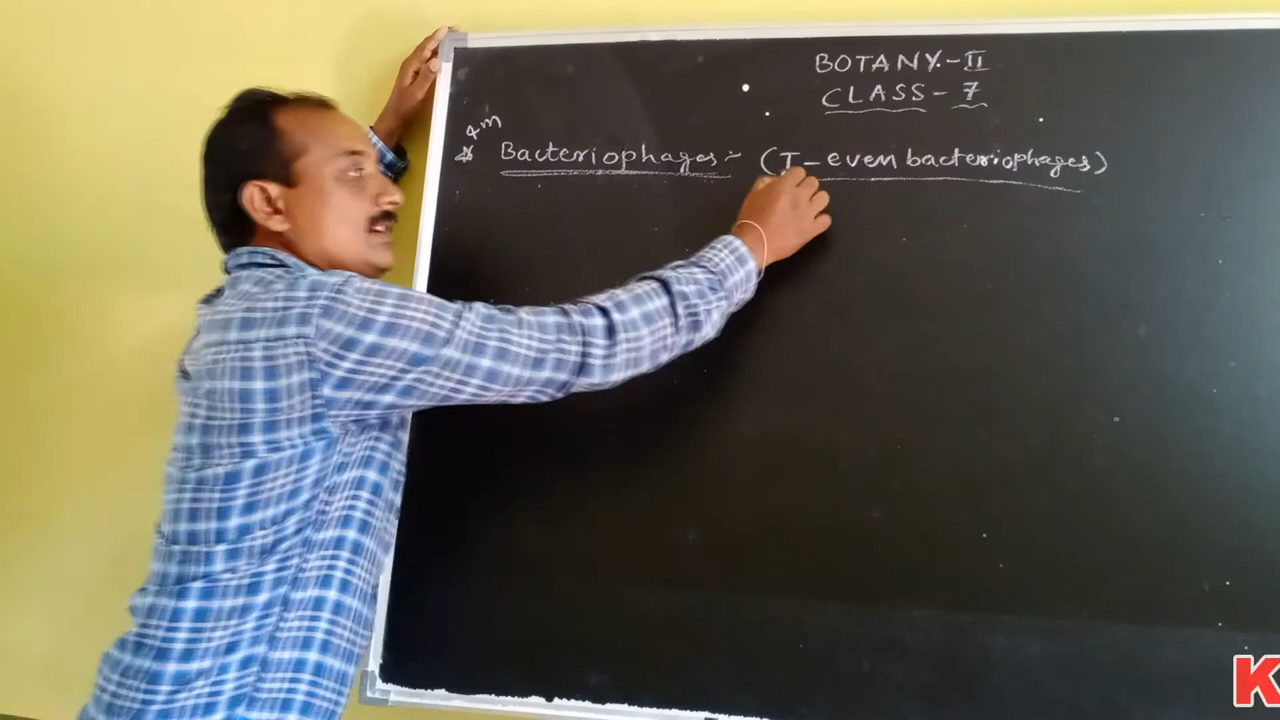 BOTANY-II
CLASS-7
* 4m
Bacteriophages:- (T-even bacteriophages)
K